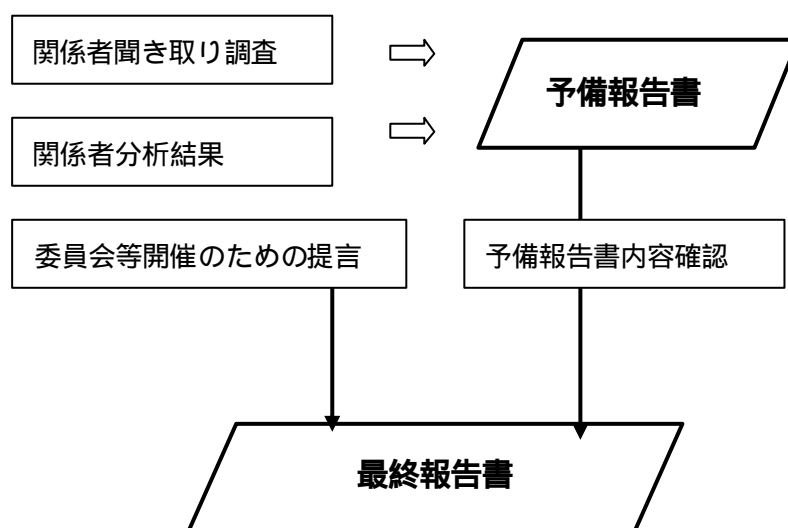 関係者聞き取り調査
予備報告書
関係者分析結果
委員会等開催のための提言
予備報告書内容確認
最終報告書